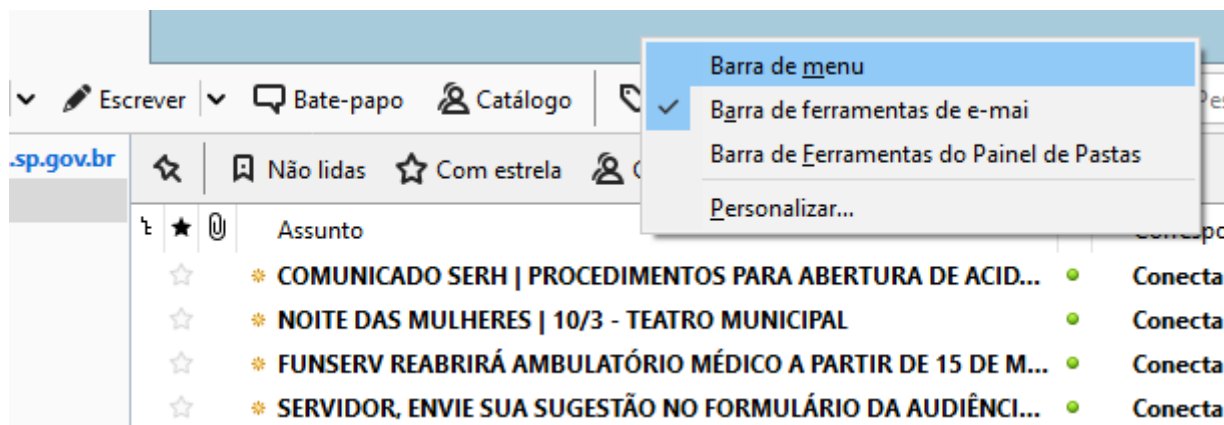 Barra de menu
Escrever Bate-papo Catálogo
Barra de ferramentas de e-mai
.sp.gov.br Não lidas Com estrela
Barra de Ferramentas do Painel de Pastas
Personalizar...
Assunto
COMUNICADO SERH | PROCEDIMENTOS PARA ABERTURA DE ACID... Conecta
NOITE DAS MULHERES | 10/3 - TEATRO MUNICIPAL Conecta
FUNSERV REABRIRÁ AMBULATÓRIO MÉDICO A PARTIR DE 15 DE M... Conecta
SERVIDOR, ENVIE SUA SUGESTÃO NO FORMULÁRIO DA AUDIÊNCI... Conecta